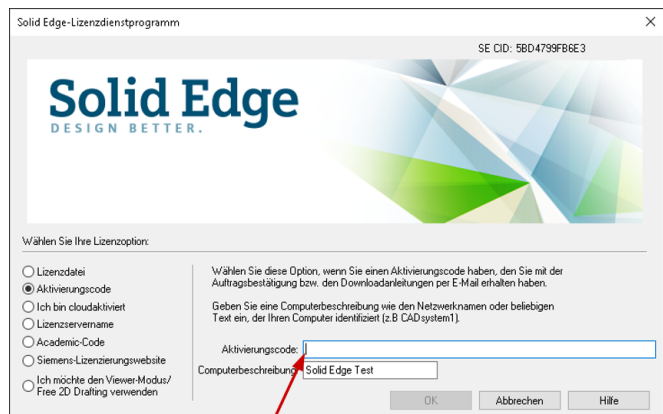 Solid Edge-Lizenzdienstprogramm
SE CID: 5BD4799FB6E3
Solid Edge
DESIGN BETTER.
Wählen Sie Ihre Lizenzoption:
Lizenzdatei
Aktivierungscode
Ich bin cloudaktiviert
Lizenzservername
Academic-Code
Siemens-Lizenzierungswebsite
Ich möchte den Viewer-Modus/
Free 2D Drafting verwenden
Wählen Sie diese Option, wenn Sie einen Aktivierungscode haben, den Sie mit der
Auftragsbestätigung bzw. den Downloadanleitungen per E-Mail erhalten haben.
Geben Sie eine Computerbeschreibung wie den Netzwerknamen oder beliebigen
Text ein, der Ihren Computer identifiziert (z.B CADsystem1).
Aktivierungscode:
Computerbeschreibung: Solid Edge Test
OK Abbrechen Hilfe